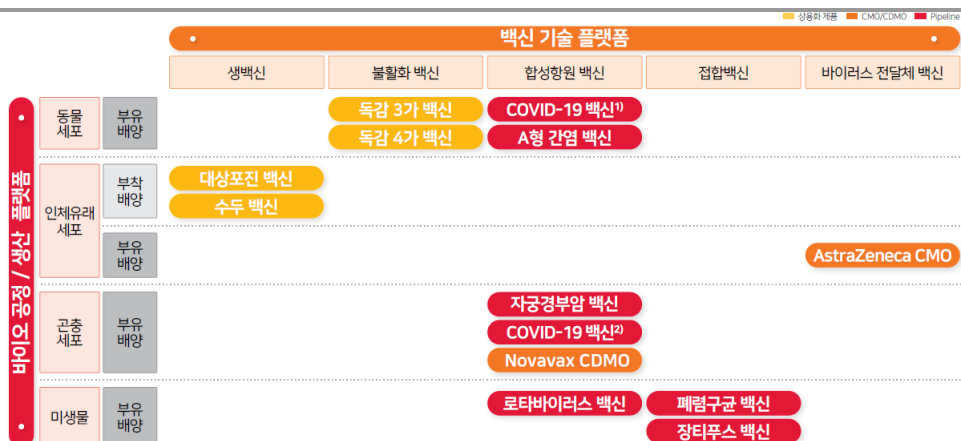 상용화 제품 CMO/CDMO Pipeline
백신 기술 플랫폼
생백신 불활화 백신 합성항원 백신 접합백신 바이러스 전달체 백신
바이오 공정 / 생산 플랫폼
동물
세포
부유
배양
독감 3가 백신 COVID-19 백신1)
독감 4가 백신 A형 간염 백신
인체유래
세포
부착
배양
대상포진 백신
수두 백신
부유
배양
AstraZeneca CMO
곤충
세포
부유
배양
자궁경부암 백신
COVID-19 백신2)
Novavax CDMO
미생물
부유
배양
로타바이러스 백신 폐렴구균 백신
장티푸스 백신